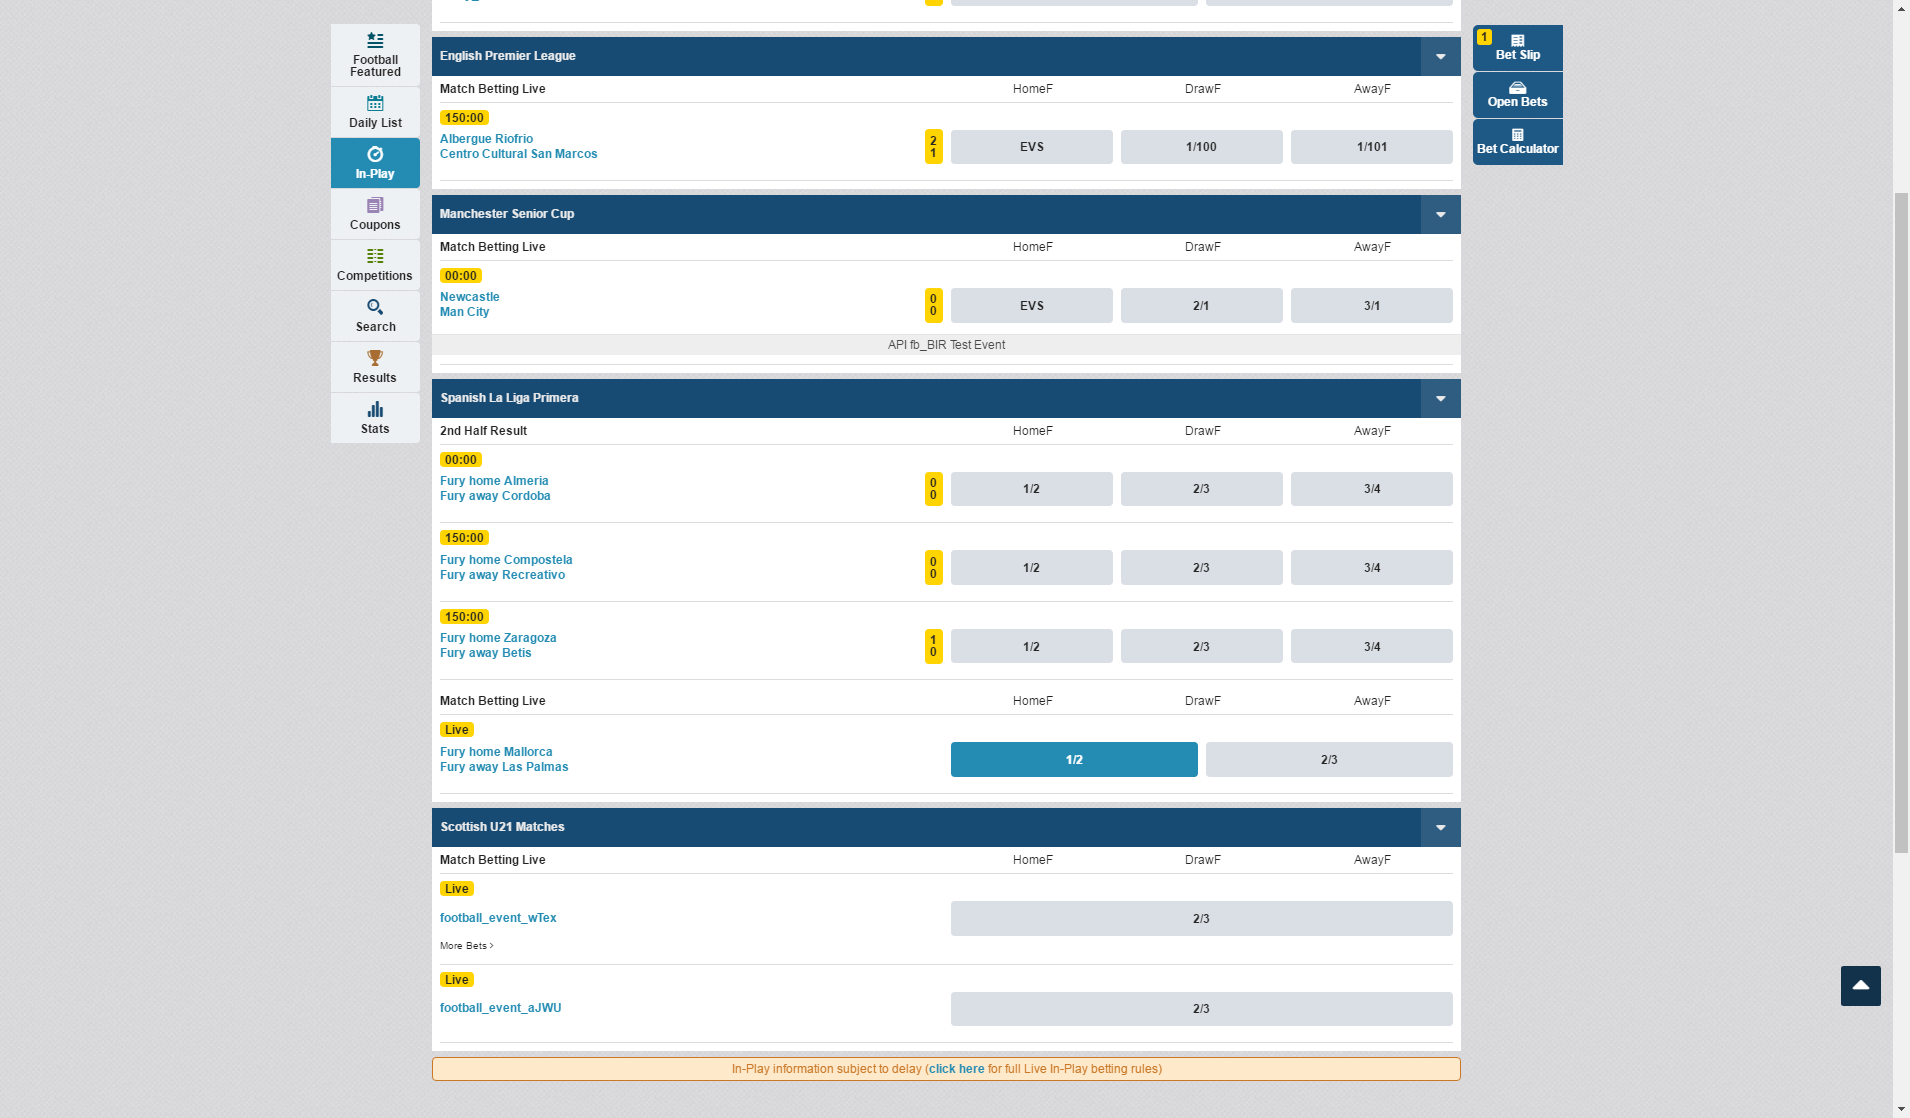 Football
Featured
Daily List
In-Play
Coupons
Competitions
Search
Results
Stats
English Premier League
Match Betting Live HomeF DrawF AwayF
150:00
Albergue Riofrio 2
Centro Cultural San Marcos 1
EVS 1/100 1/101
Manchester Senior Cup
Match Betting Live HomeF DrawF AwayF
00:00
Newcastle 0
Man City 0
EVS 2/1 3/1
API fb_BIR Test Event
Spanish La Liga Primera
2nd Half Result HomeF DrawF AwayF
00:00
Fury home Almeria 0
Fury away Cordoba 0
1/2 2/3 3/4
150:00
Fury home Compostela 0
Fury away Recreativo 0
1/2 2/3 3/4
150:00
Fury home Zaragoza 1
Fury away Betis 0
1/2 2/3 3/4
Match Betting Live HomeF DrawF AwayF
Live
Fury home Mallorca
Fury away Las Palmas
1/2 2/3
Scottish U21 Matches
Match Betting Live HomeF DrawF AwayF
Live
football_event_wTex 2/3
More Bets >
Live
football_event_aJWU 2/3
In-Play information subject to delay (click here for full Live In-Play betting rules)
1
Bet Slip
Open Bets
Bet Calculator